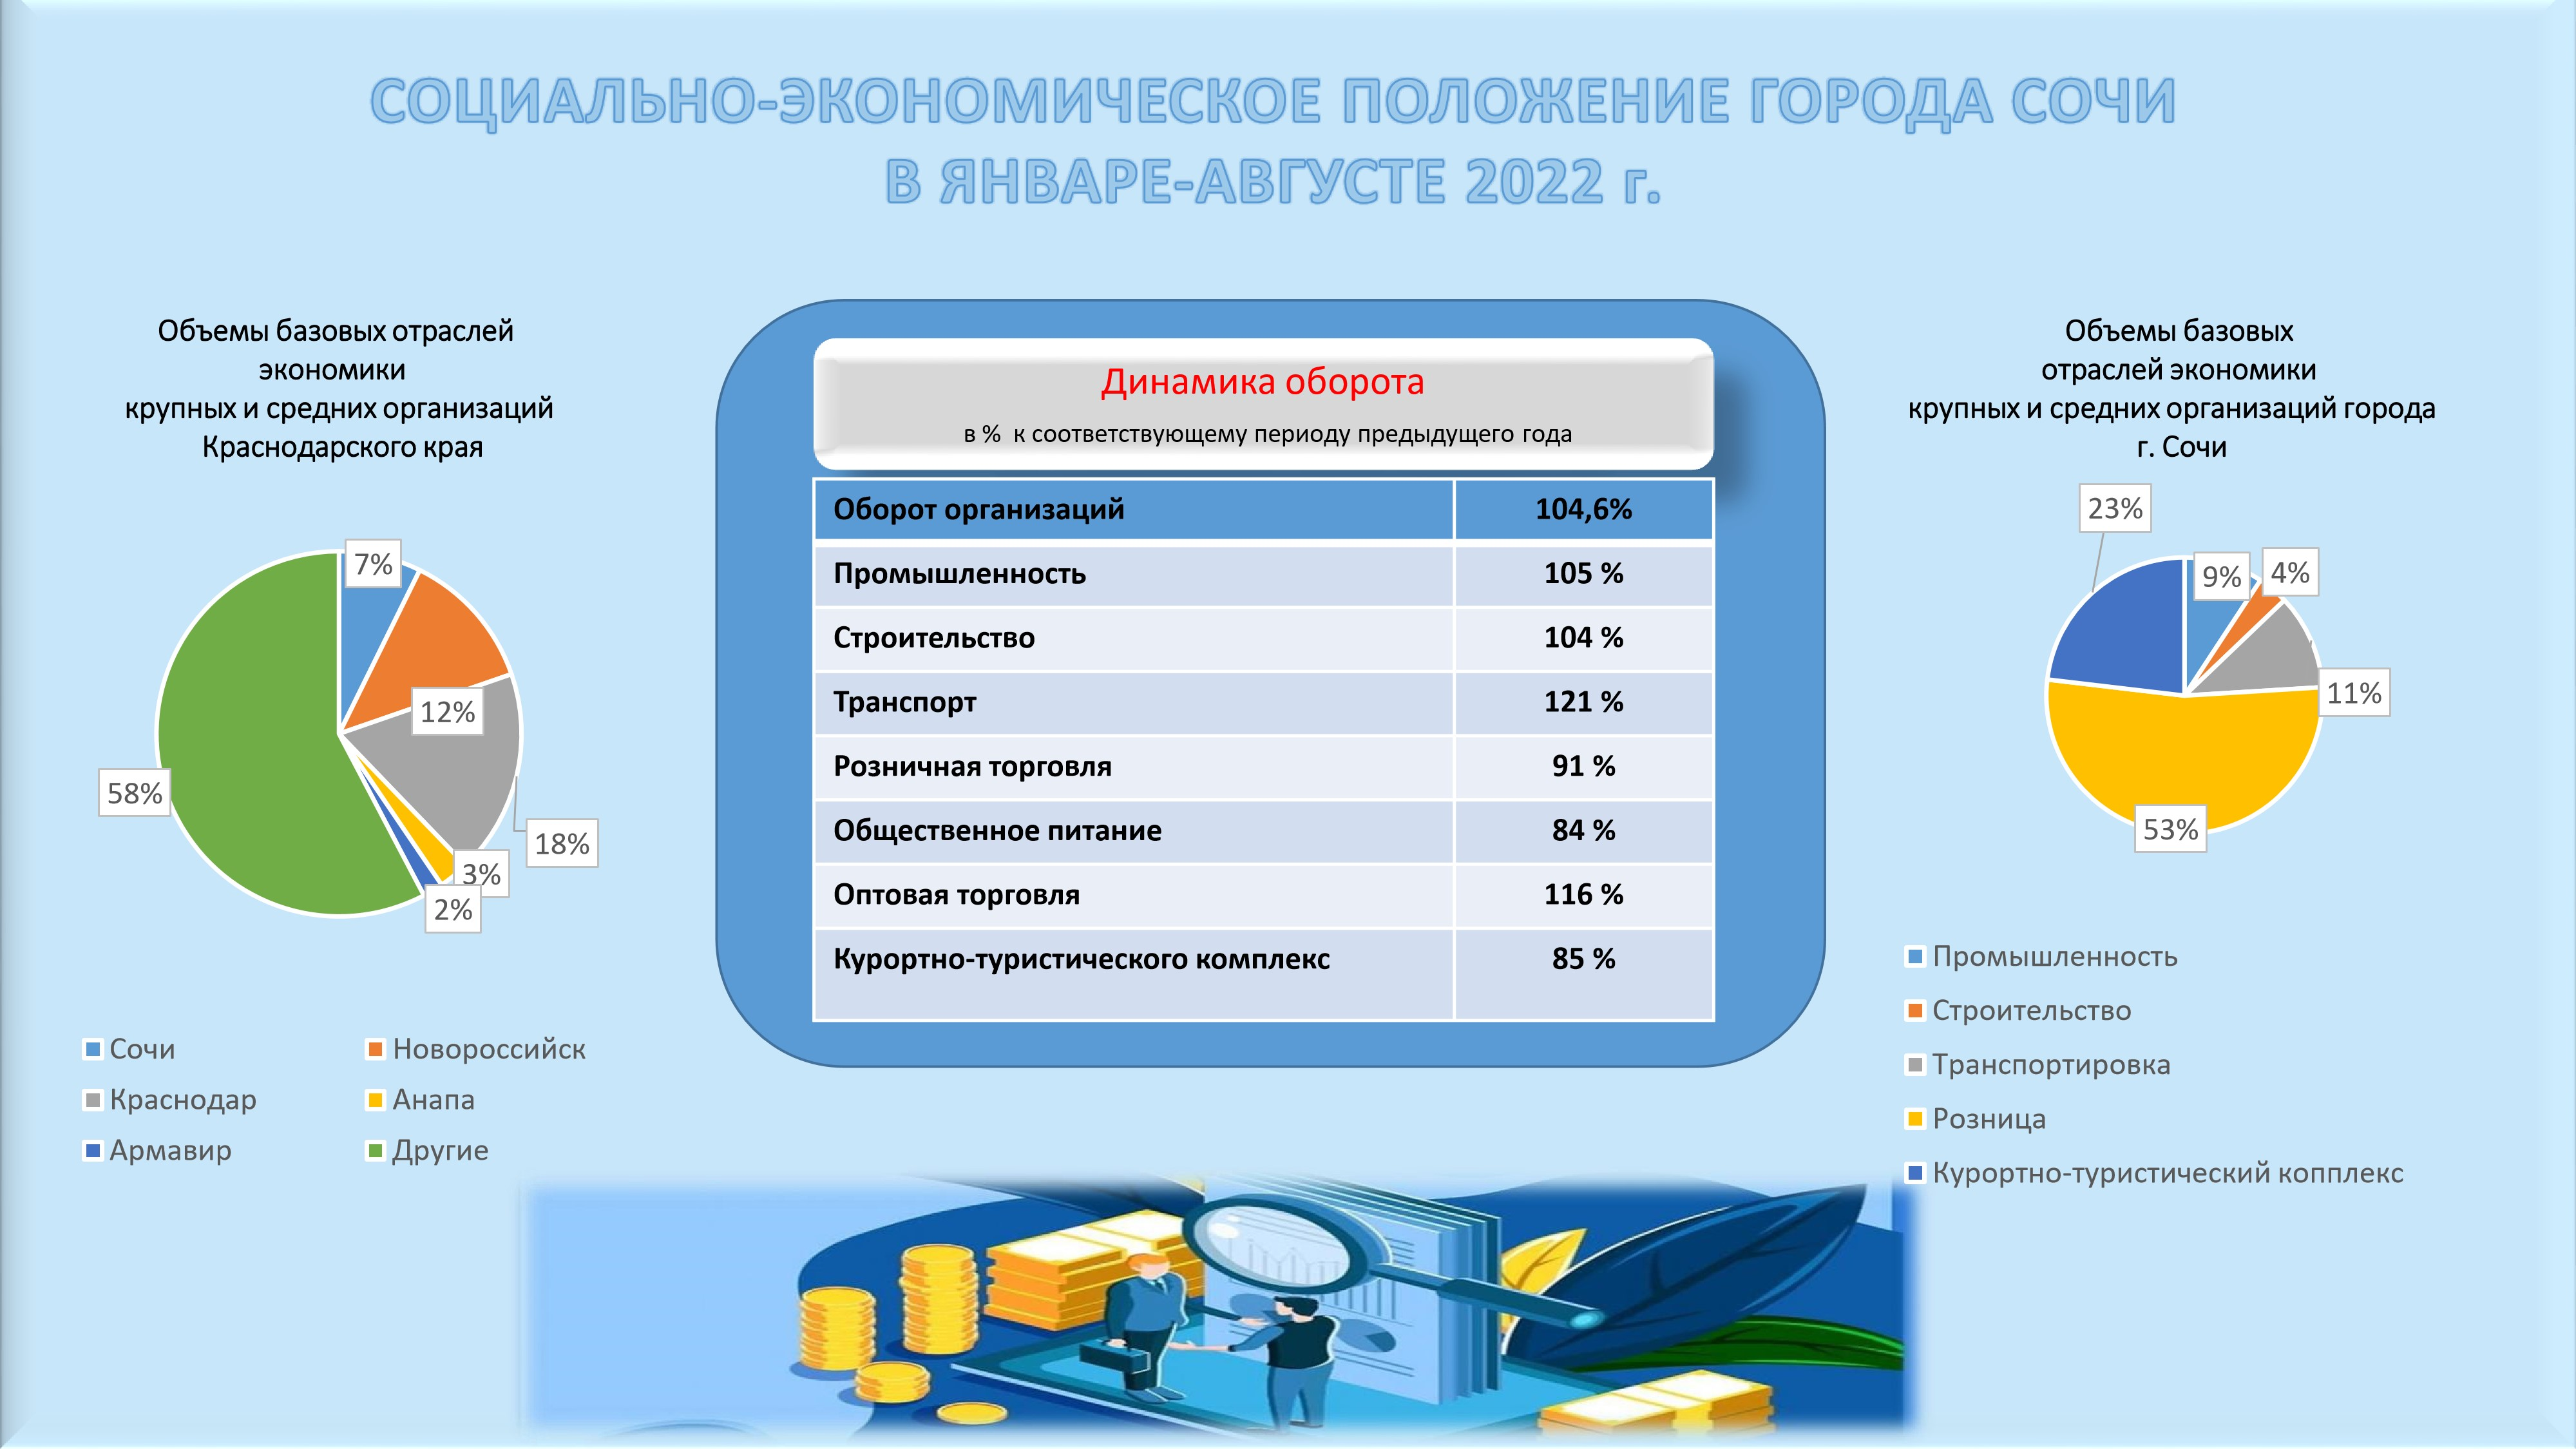 СОЦИАЛЬНО-ЭКОНОМИЧЕСКОЕ ПОЛОЖЕНИЕ ГОРОДА СОЧИ
В ЯНВАРЕ-АВГУСТЕ 2022 г.
Объемы базовых отраслей
экономики
крупных и средних организаций
Краснодарского края
7%
12%
18%
3%
2%
58%
Сочи
Новороссийск
Краснодар
Анапа
Армавир
Другие
Динамика оборота
в % к соответствующему периоду предыдущего года
Оборот организаций 104,6%
Промышленность 105 %
Строительство 104 %
Транспорт 121 %
Розничная торговля 91 %
Общественное питание 84 %
Оптовая торговля 116 %
Курортно-туристического комплекс 85 %
Объемы базовых
отраслей экономики
крупных и средних организаций города
г. Сочи
23%
9%
4%
11%
53%
Промышленность
Строительство
Транспортировка
Розница
Курортно-туристический копплекс